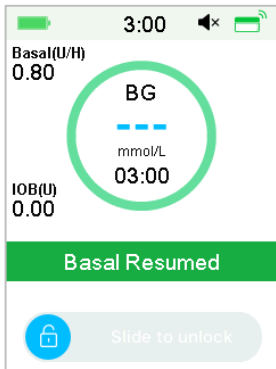 3:00
Basal(U/H)
0.80
BG
---
mmol/L
03:00
IOB(U)
0.00
Basal Resumed
Slide to unlock